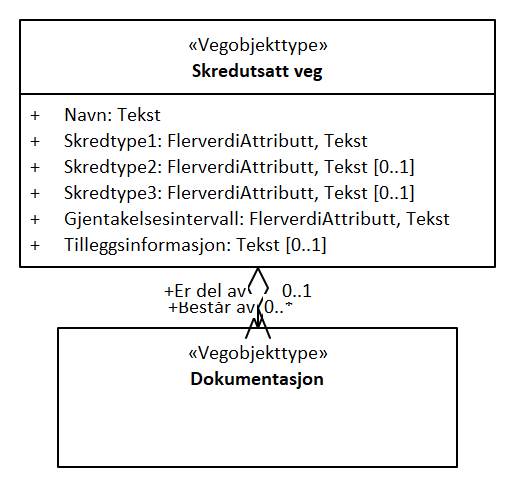 «Vegobjekttype»
Skredutsatt veg
+ Navn: Tekst
+ Skredtype1: FlerverdiAttributt, Tekst
+ Skredtype2: FlerverdiAttributt, Tekst [0..1]
+ Skredtype3: FlerverdiAttributt, Tekst [0..1]
+ Gjentakelsesintervall: FlerverdiAttributt, Tekst
+ Tilleggsinformasjon: Tekst [0..1]
+Er del av 0..1
+Består av 0..*
«Vegobjekttype»
Dokumentasjon